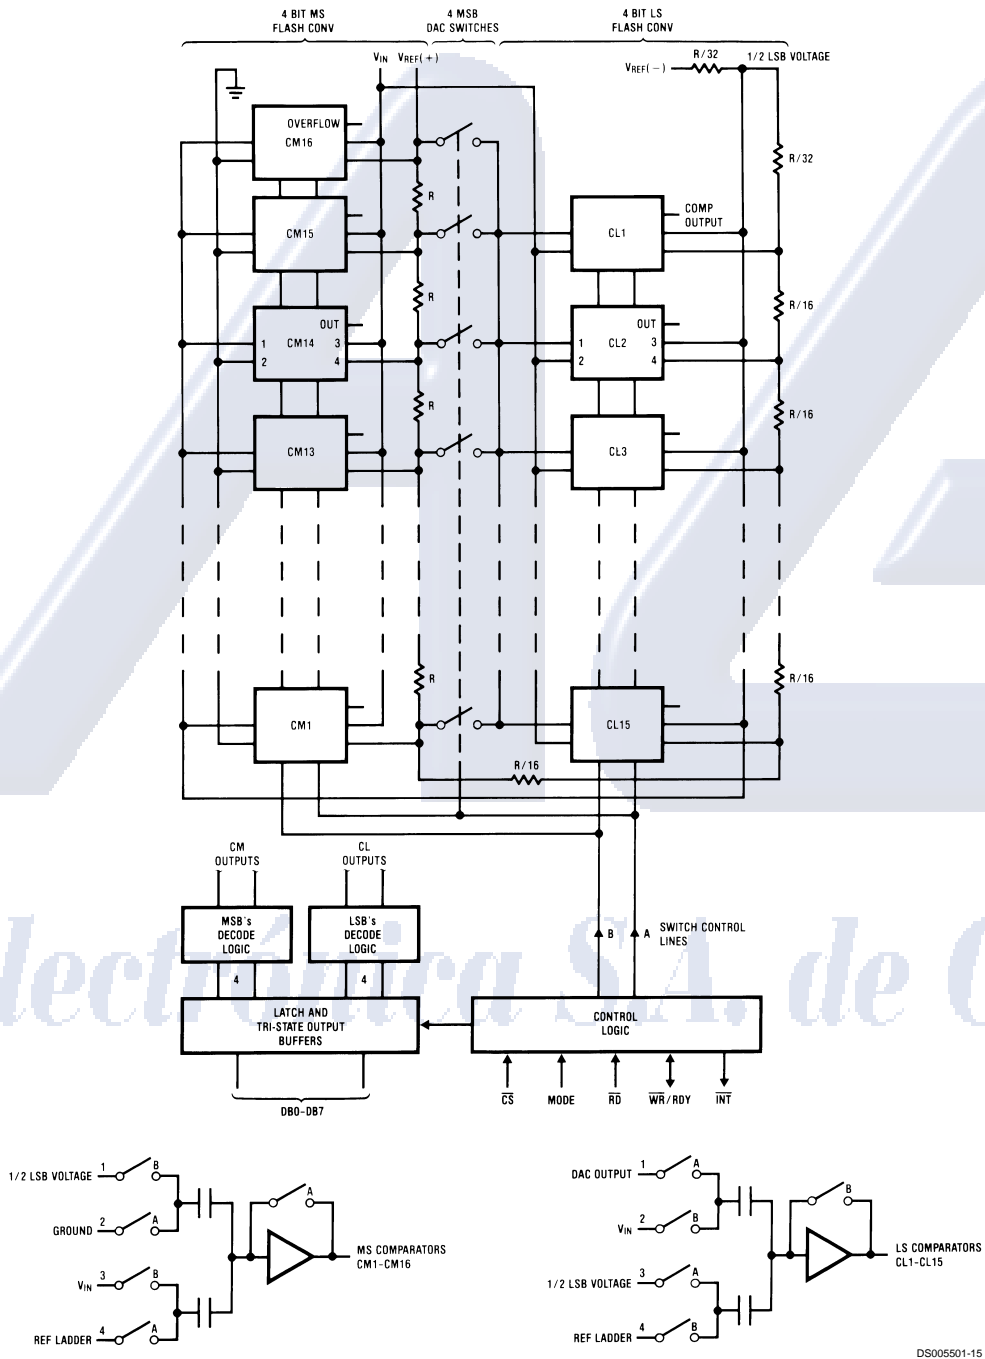 4 BIT MS
FLASH CONV
4 MSB
DAC SWITCHES
4 BIT LS
FLASH CONV
VIN
VREF(+)
VREF(−)
R/32
1/2 LSB VOLTAGE
OVERFLOW
CM16
R/32
R
CM15
CL1
COMP
OUTPUT
R
R/16
OUT
1 CM14 3
2 4
OUT
1 CL2 3
2 4
R
R/16
CM13
CL3
R
R/16
CM1
CL15
R/16
CM
OUTPUTS
CL
OUTPUTS
MSB's
DECODE
LOGIC
LSB's
DECODE
LOGIC
B
A
SWITCH CONTROL
LINES
4
4
LATCH AND
TRI-STATE OUTPUT
BUFFERS
CONTROL
LOGIC
CS
MODE
RD
WR/RDY
INT
DB0-DB7
1/2 LSB VOLTAGE 1 B
GROUND 2 A
A
VIN 3 B
REF LADDER 4 A
MS COMPARATORS
CM1-CM16
DAC OUTPUT 1 A
VIN 2 B
B
1/2 LSB VOLTAGE 3 A
REF LADDER 4 B
LS COMPARATORS
CL1-CL15
DS005501-15
lectrónica S.A. de C